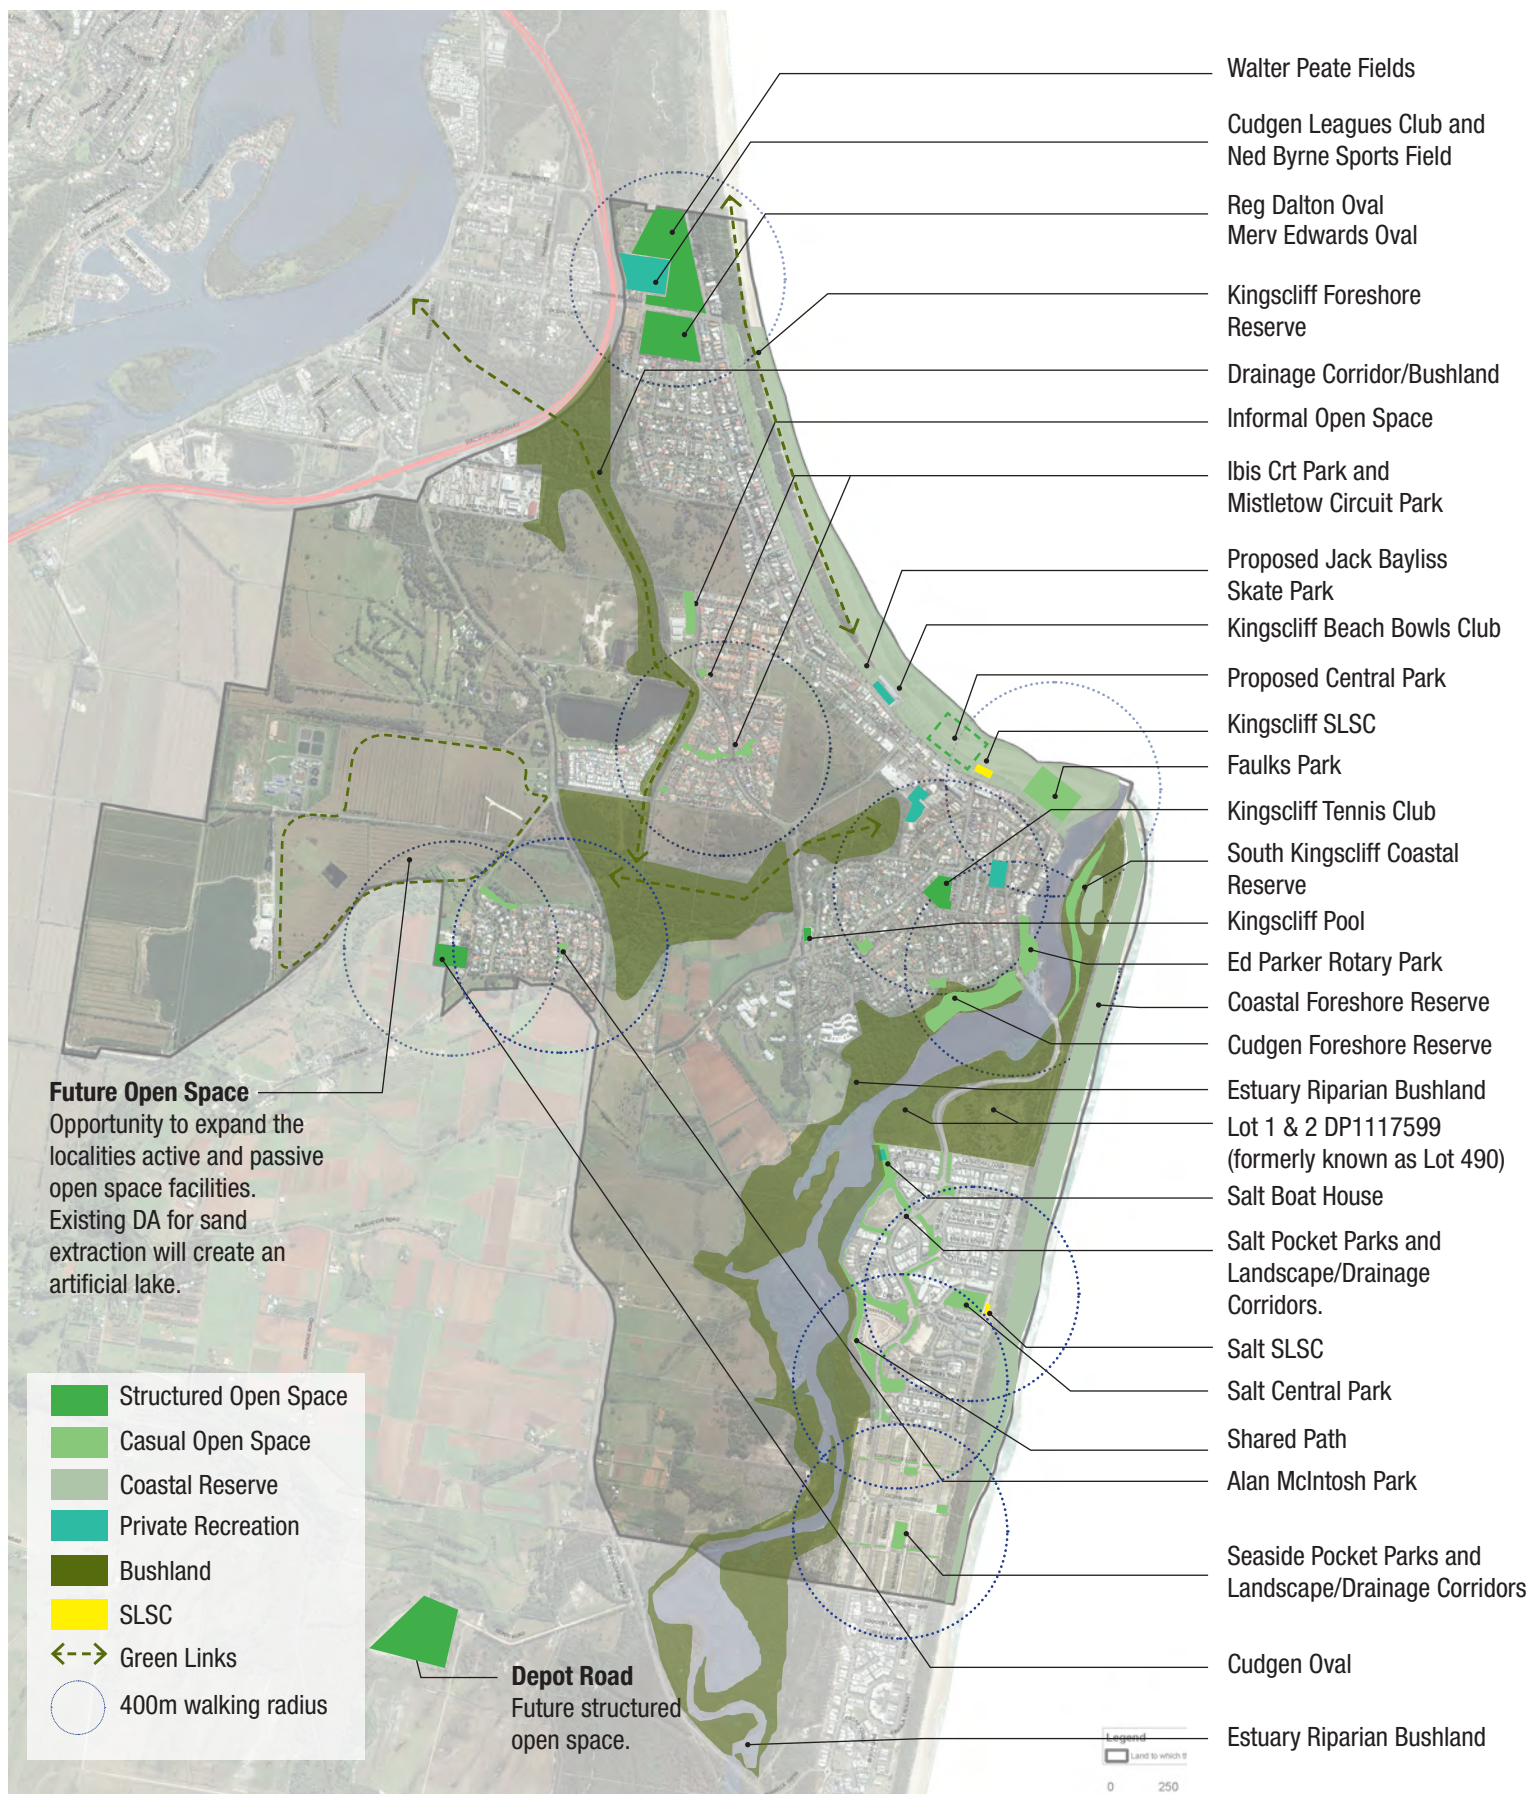 Walter Peate Fields
Cudgen Leagues Club and
Ned Byrne Sports Field
Reg Dalton Oval
Merv Edwards Oval
Kingscliff Foreshore
Reserve
Drainage Corridor/Bushland
Informal Open Space
Ibis Crt Park and
Mistletow Circuit Park
Proposed Jack Bayliss
Skate Park
Kingscliff Beach Bowls Club
Proposed Central Park
Kingscliff SLSC
Faulks Park
Kingscliff Tennis Club
South Kingscliff Coastal
Reserve
Kingscliff Pool
Ed Parker Rotary Park
Coastal Foreshore Reserve
Cudgen Foreshore Reserve
Estuary Riparian Bushland
Lot 1 & 2 DP1117599
(formerly known as Lot 490)
Salt Boat House
Salt Pocket Parks and
Landscape/Drainage
Corridors.
Salt SLSC
Salt Central Park
Shared Path
Alan McIntosh Park
Seaside Pocket Parks and
Landscape/Drainage Corridors
Cudgen Oval
Estuary Riparian Bushland
PACIFIC HIGHWAY
Future Open Space
Opportunity to expand the
localities active and passive
open space facilities.
Existing DA for sand
extraction will create an
artificial lake.
Structured Open Space
Casual Open Space
Coastal Reserve
Private Recreation
Bushland
SLSC
Green Links
400m walking radius
Depot Road
Future structured
open space.
Legend
Land to which
0 250